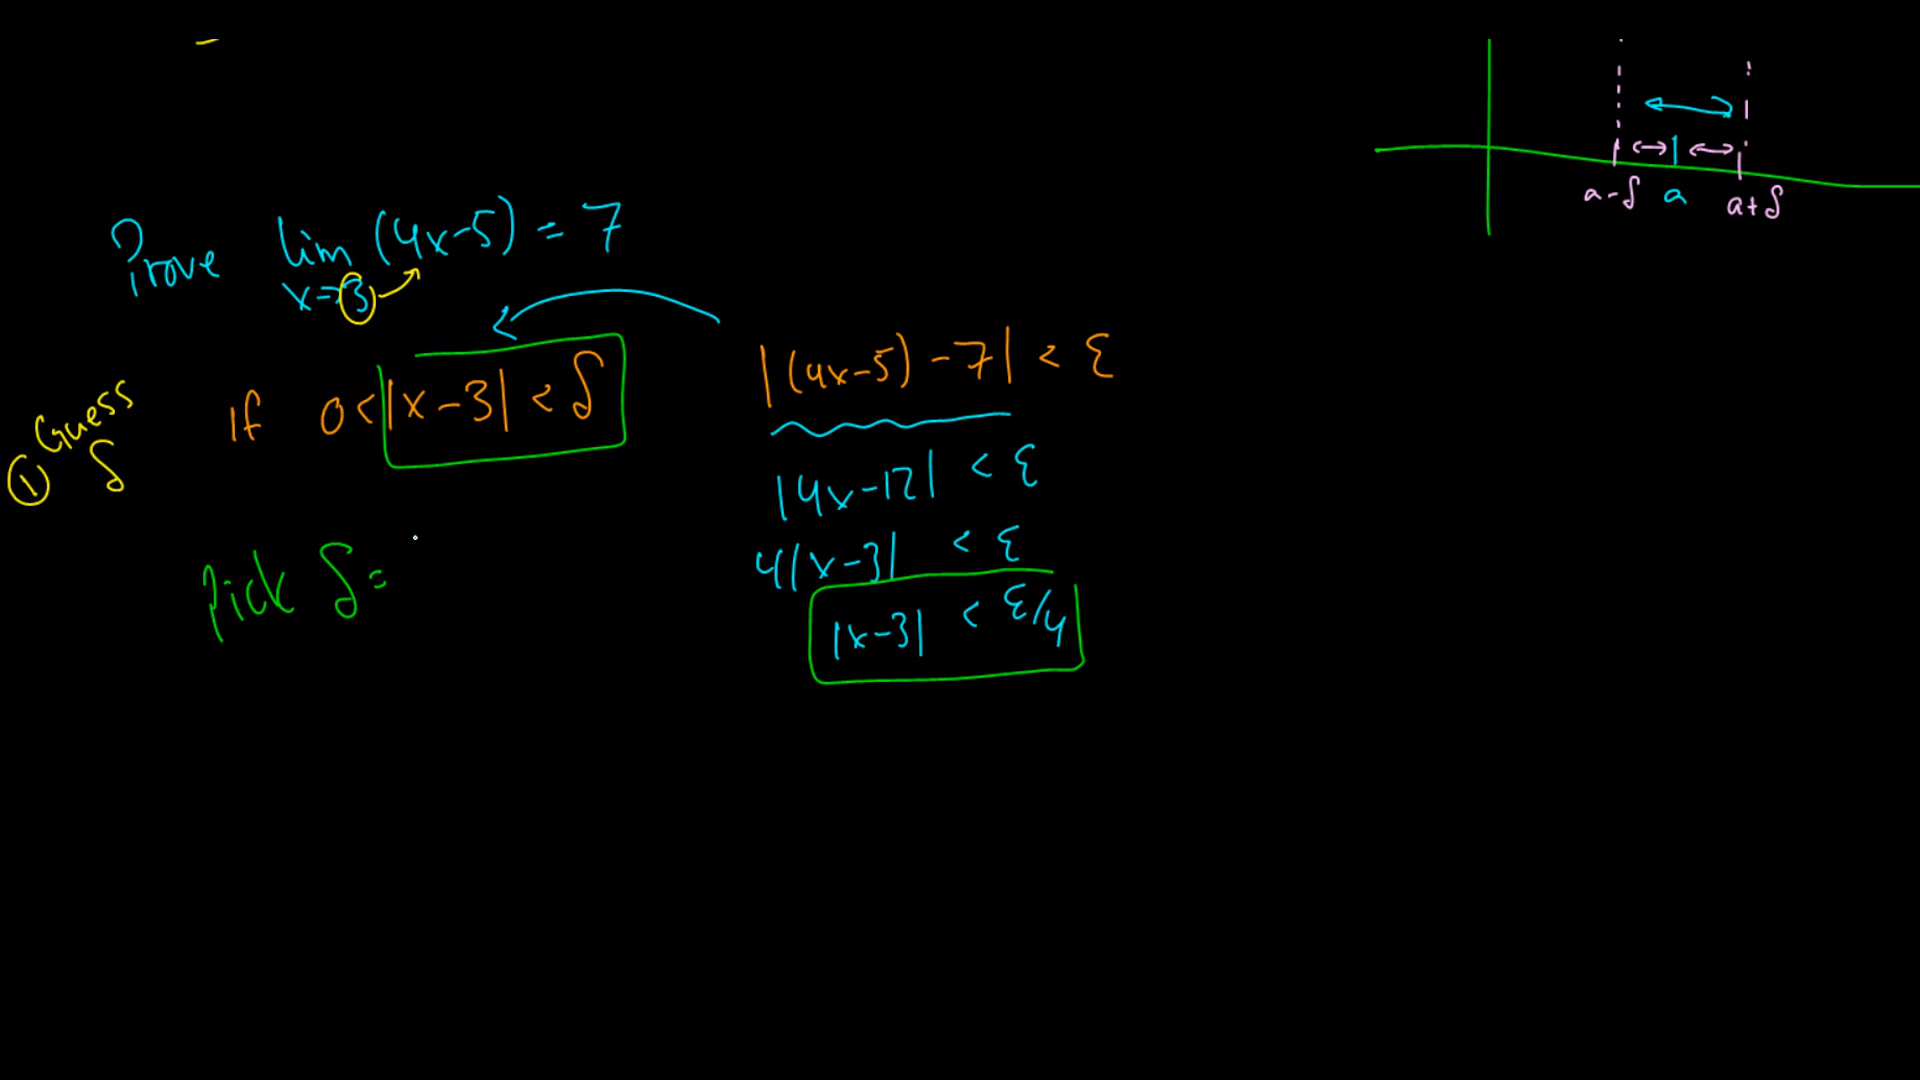 a-δ a a+δ
Prove lim (4x-5) = 7
x→3
|(4x-5) -7| < ε
① Guess δ
If 0<|x-3| < δ
|4x-12| < ε
4|x-3| < ε
Pick δ=
|x-3| < ε/4